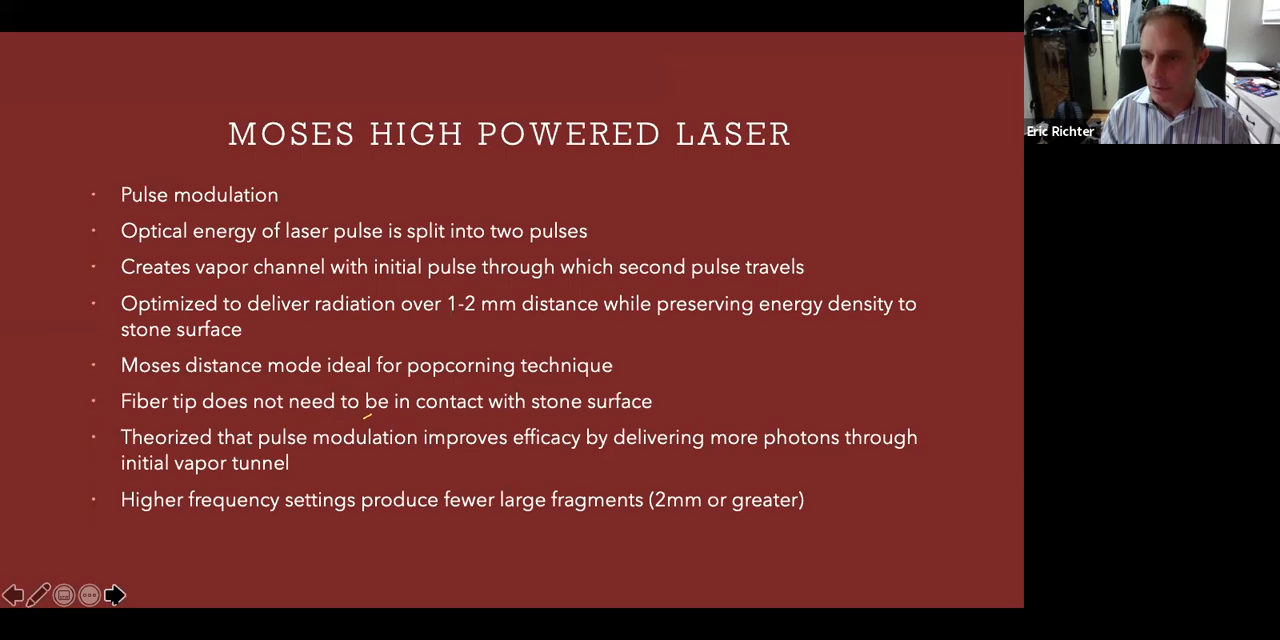 MOSES HIGH POWERED LASER
Pulse modulation
Optical energy of laser pulse is split into two pulses
Creates vapor channel with initial pulse through which second pulse travels
Optimized to deliver radiation over 1-2 mm distance while preserving energy density to
stone surface
Moses distance mode ideal for popcorning technique
Fiber tip does not need to be in contact with stone surface
Theorized that pulse modulation improves efficacy by delivering more photons through
initial vapor tunnel
Higher frequency settings produce fewer large fragments (2mm or greater)
Eric Richter